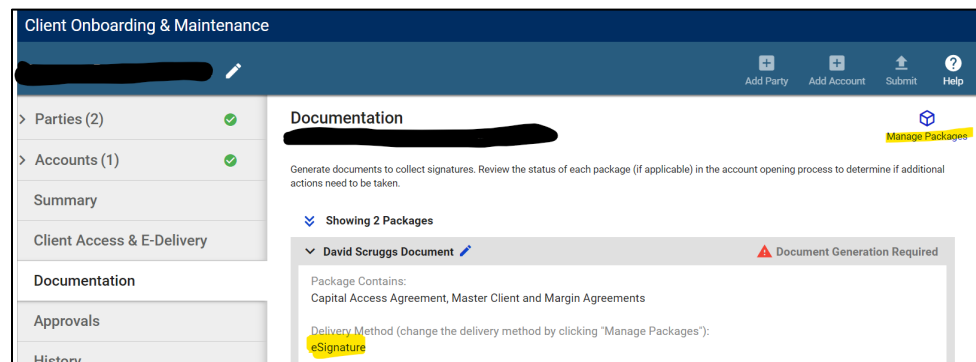 Client Onboarding & Maintenance
Add Party
Add Account
Submit
Help
Parties (2)
Accounts (1)
Summary
Client Access & E-Delivery
Documentation
Approvals
History
Documentation
Manage Packages
Generate documents to collect signatures. Review the status of each package (if applicable) in the account opening process to determine if additional
actions need to be taken.
Showing 2 Packages
David Scruggs Document
Document Generation Required
Package Contains:
Capital Access Agreement, Master Client and Margin Agreements
Delivery Method (change the delivery method by clicking "Manage Packages"):
eSignature